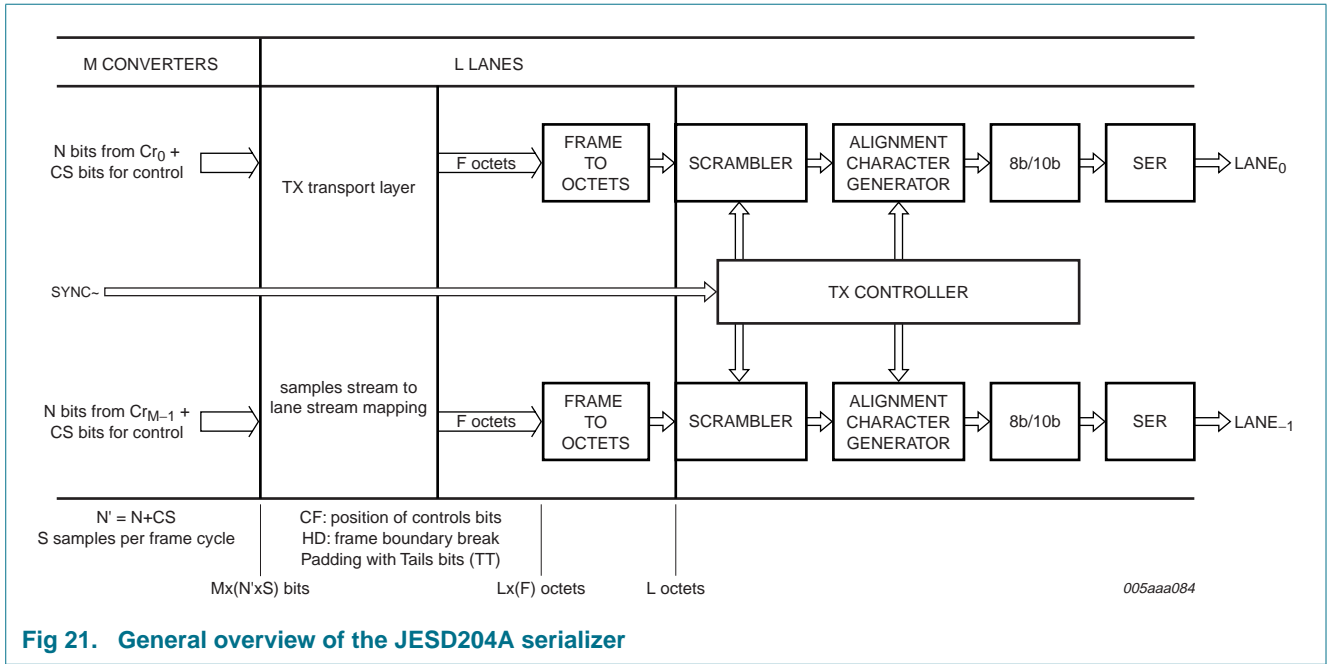 M CONVERTERS
L LANES
N bits from Cr0 +
CS bits for control
TX transport layer
F octets
FRAME
TO
OCTETS
SCRAMBLER
ALIGNMENT
CHARACTER
GENERATOR
8b/10b
SER
LANE0
SYNC~
TX CONTROLLER
N bits from CrM−1 +
CS bits for control
samples stream to
lane stream mapping
F octets
FRAME
TO
OCTETS
SCRAMBLER
ALIGNMENT
CHARACTER
GENERATOR
8b/10b
SER
LANE−1
N' = N+CS
S samples per frame cycle
CF: position of controls bits
HD: frame boundary break
Padding with Tails bits (TT)
Mx(N'xS) bits
Lx(F) octets
L octets
005aaa084
Fig 21. General overview of the JESD204A serializer